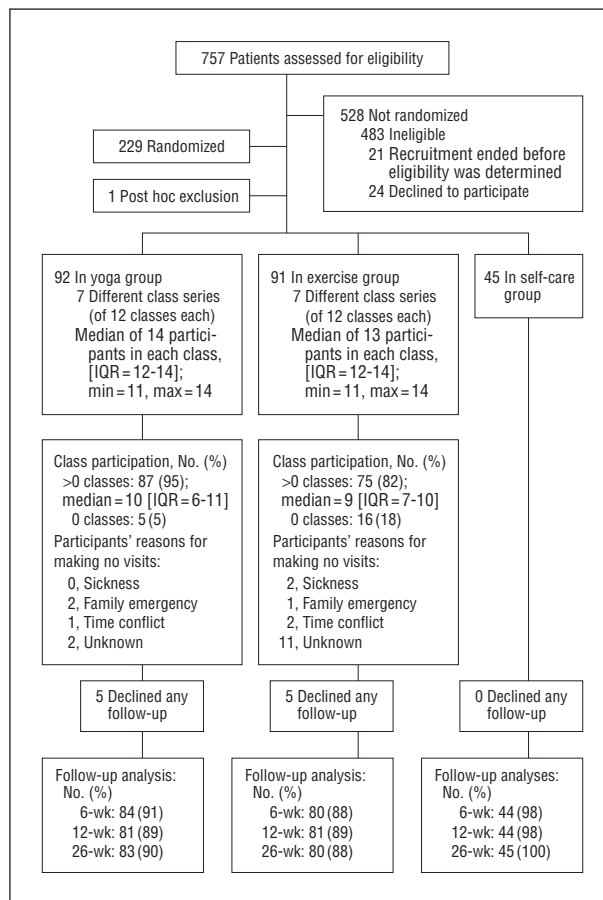 757 Patients assessed for eligibility
528 Not randomized
483 Ineligible
21 Recruitment ended before
eligibility was determined
24 Declined to participate
229 Randomized
1 Post hoc exclusion
92 In yoga group
7 Different class series
(of 12 classes each)
Median of 14 partici-
pants in each class,
[IQR = 12-14];
min = 11, max = 14
91 In exercise group
7 Different class series
(of 12 classes each)
Median of 13 partici-
pants in each class,
[IQR = 12-14];
min = 11, max = 14
45 In self-care
group
Class participation, No. (%)
>0 classes: 87 (95);
median = 10 [IQR = 6-11]
0 classes: 5 (5)
Participants' reasons for
making no visits:
0, Sickness
2, Family emergency
1, Time conflict
2, Unknown
Class participation, No. (%)
>0 classes: 75 (82);
median = 9 [IQR = 7-10]
0 classes: 16 (18)
Participants' reasons for
making no visits:
2, Sickness
1, Family emergency
2, Time conflict
11, Unknown
5 Declined any
follow-up
5 Declined any
follow-up
0 Declined any
follow-up
Follow-up analysis:
No. (%)
6-wk: 84 (91)
12-wk: 81 (89)
26-wk: 83 (90)
Follow-up analysis:
No. (%)
6-wk: 80 (88)
12-wk: 81 (89)
26-wk: 80 (88)
Follow-up analyses:
No. (%)
6-wk: 44 (98)
12-wk: 44 (98)
26-wk: 45 (100)